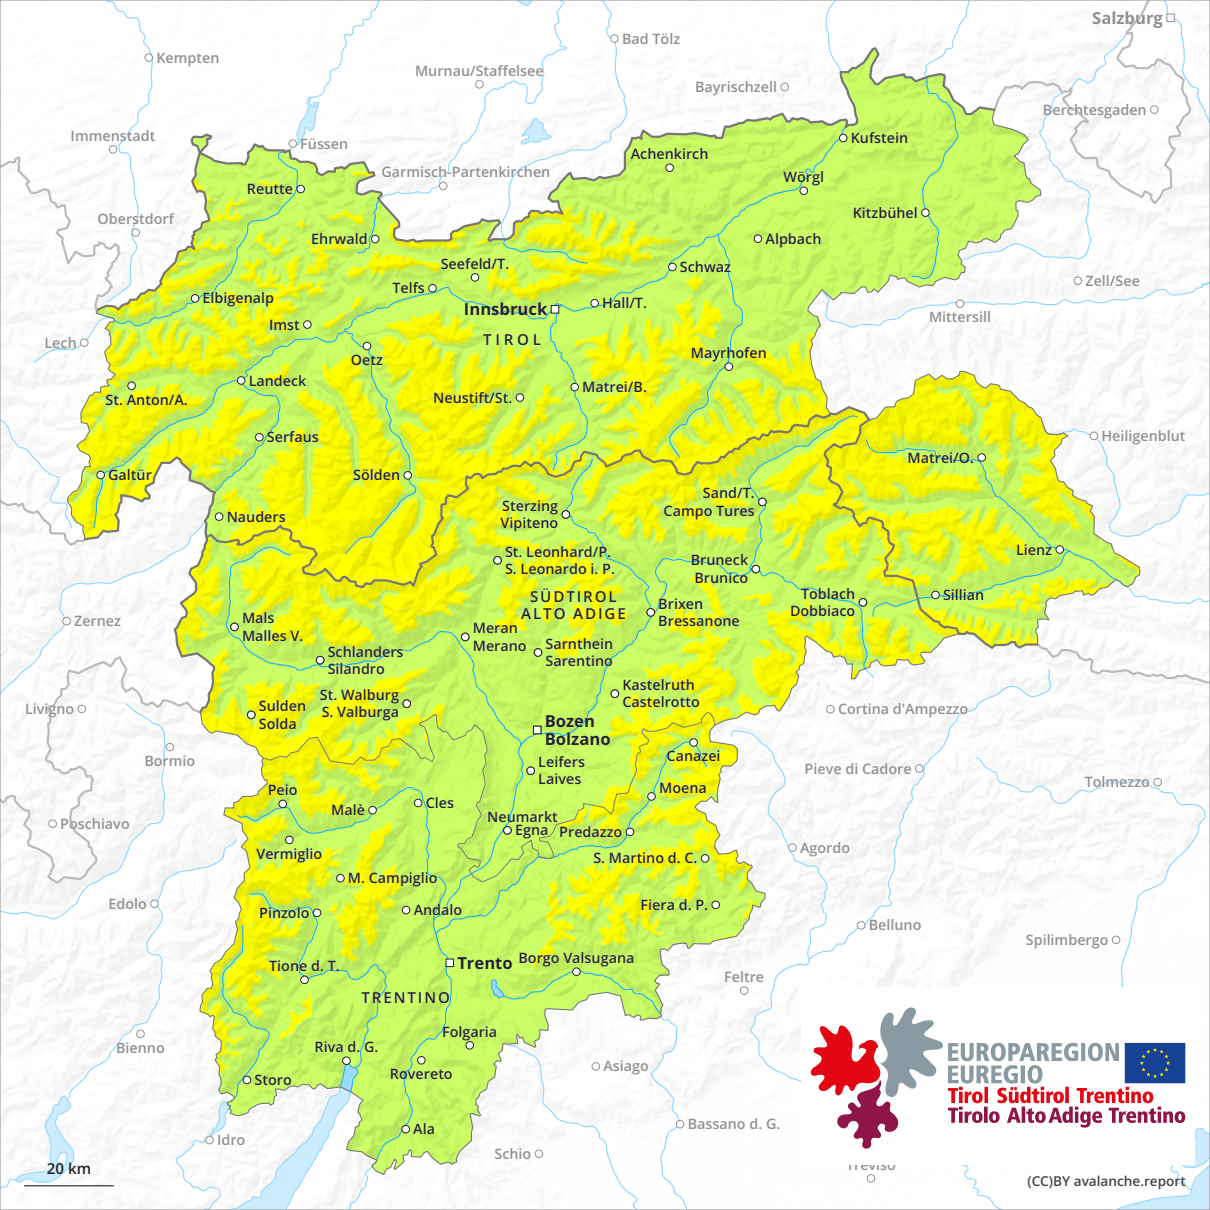 Salzburg
Bad Tölz
Kempten
Murnau/Staffelsee
Bayrischzell
Berchtesgaden
Immenstadt
Füssen
Kufstein
Achenkirch
Garmisch-Partenkirchen
Wörgl
Reutte
Oberstdorf
Kitzbühel
Ehrwald
Alpbach
Seefeld/T.
Schwaz
Zell/See
Telfs
Elbigenalp
Innsbruck
Hall/T.
Mittersill
Imst
TIROL
Lech
Oetz
Mayrhofen
Landeck
Matrei/B.
St. Anton/A.
Neustift/St.
Serfaus
Heiligenblut
Matrei/O.
Galtür
Sölden
Sand/T.
Campo Tures
Sterzing
Vipiteno
Nauders
Lienz
St. Leonhard/P.
S. Leonardo i. P.
Bruneck
Brunico
SÜDTIROL
ALTO ADIGE
Toblach
Dobbiaco
Sillian
Brixen
Bressanone
Zernez
Mals
Malles V.
Meran
Merano
Sarnthein
Sarentino
Schlanders
Silandro
Kastelruth
Castelrotto
St. Walburg
S. Valburga
Sulden
Solda
Livigno
Cortina d'Ampezzo
Bozen
Bolzano
Bormio
Canazei
Leifers
Laives
Pieve di Cadore
Tolmezzo
Peio
Moena
Malè
Cles
Neumarkt
Egna
Predazzo
Poschiavo
Vermiglio
S. Martino d. C.
Agordo
M. Campiglio
Edolo
Pinzolo
Andalo
Fiera d. P.
Belluno
Spilimbergo
Trento
Borgo Valsugana
Tione d. T.
Feltre
TRENTINO
Folgaria
Bienno
Riva d. G.
Rovereto
Asiago
Storo
EUROPAREGION
EUREGIO
Tirol Südtirol Trentino
Tirolo Alto Adige Trentino
Ala
Bassano d. G.
Idro
Schio
Treviso
20 km
(CC)BY avalanche.report